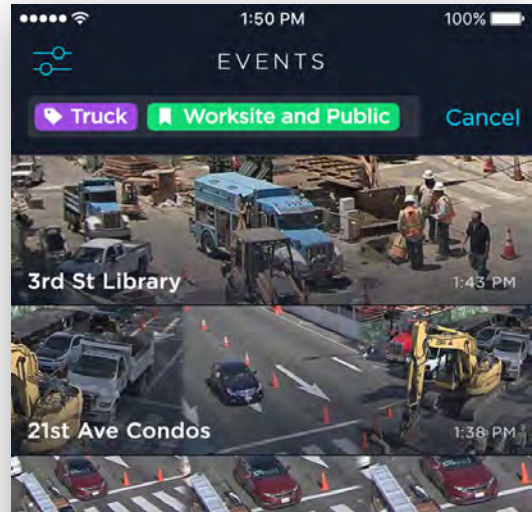 1:50 PM
100%
EVENTS
Truck
Worksite and Public
Cancel
3rd St Library
1:43 PM
21st Ave Condos
1:38 PM